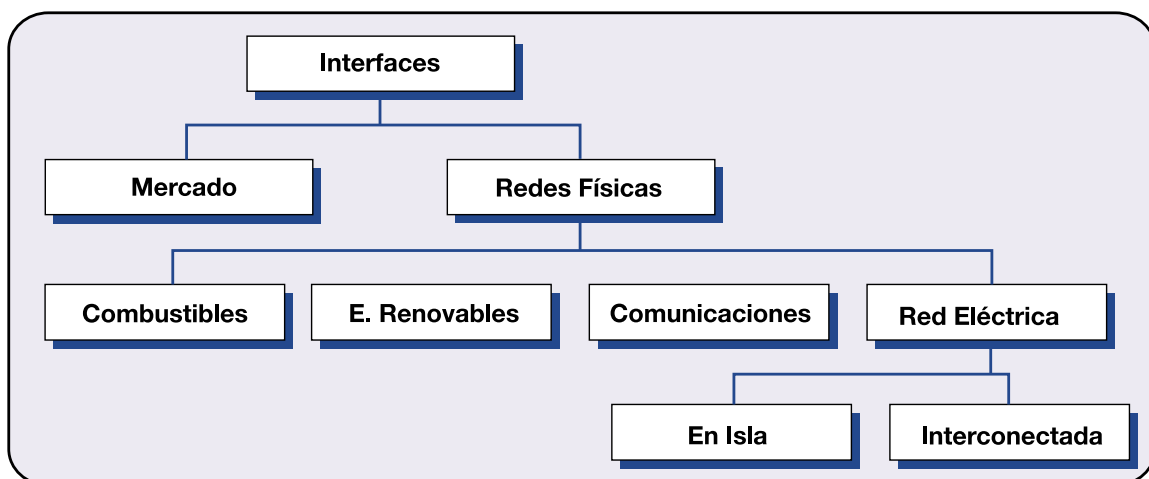 Interfaces
Mercado
Redes Físicas
Combustibles
E. Renovables
Comunicaciones
Red Eléctrica
En Isla
Interconectada